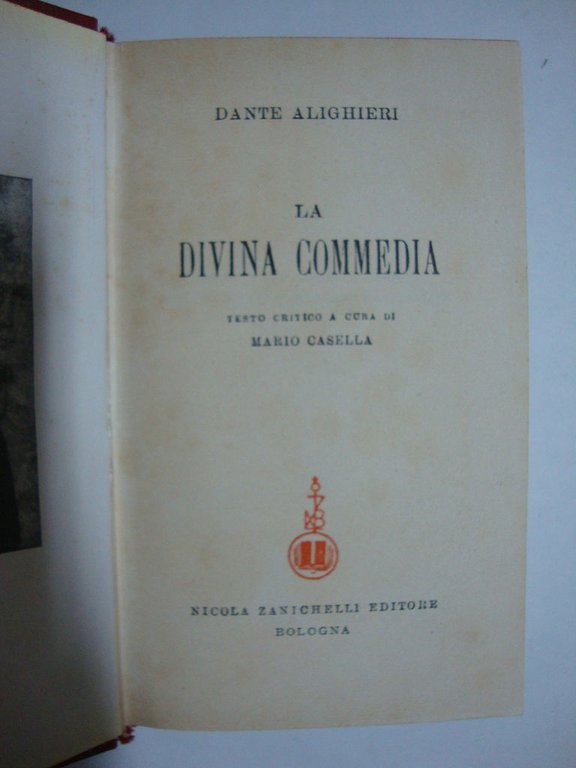 DANTE ALIGHIERI
LA
DIVINA COMMEDIA
TESTO CRITICO A CURA DI
MARIO CASELLA
NICOLA ZANICHELLI EDITORE
BOLOGNA